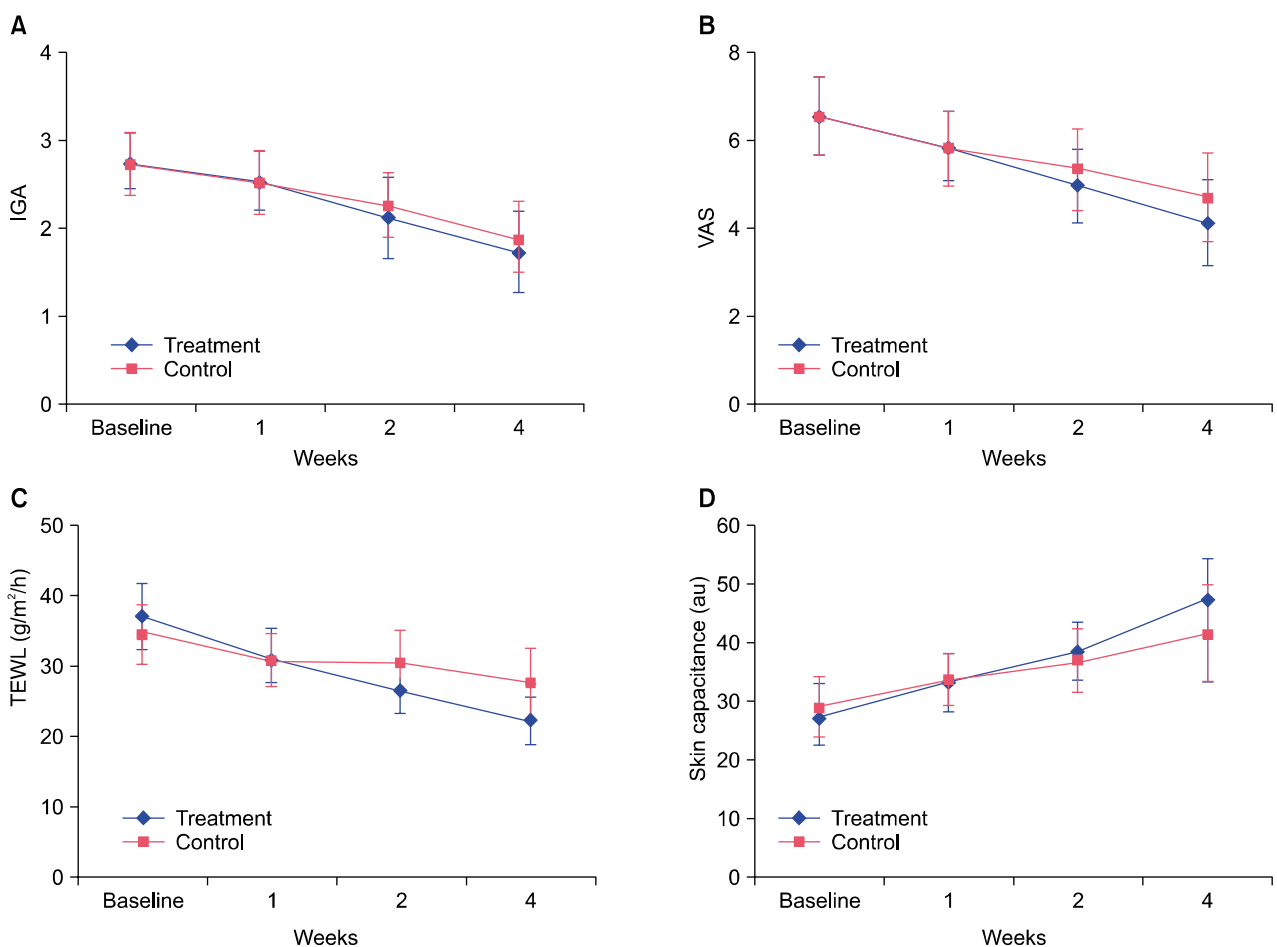 A
4
3
2
1
0
IGA
Treatment
Control
Baseline 1 2 4
Weeks
B
8
6
4
2
0
VAS
Treatment
Control
Baseline 1 2 4
Weeks
C
50
40
30
20
10
0
TEWL (g/m²/h)
Treatment
Control
Baseline 1 2 4
Weeks
D
60
50
40
30
20
10
0
Skin capacitance (au)
Treatment
Control
Baseline 1 2 4
Weeks